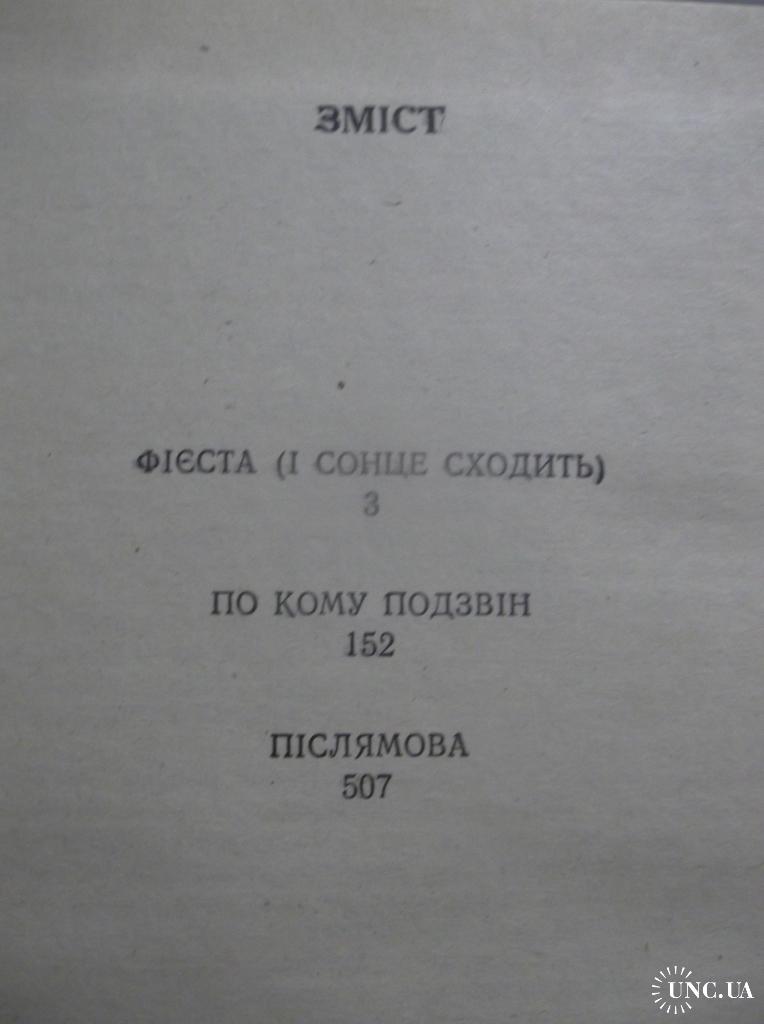 ЗМІСТ
ФІЄСТА (І СОНЦЕ СХОДИТЬ)
3
ПО КОМУ ПОДЗВІН
152
ПІСЛЯМОВА
507
UNC.UA